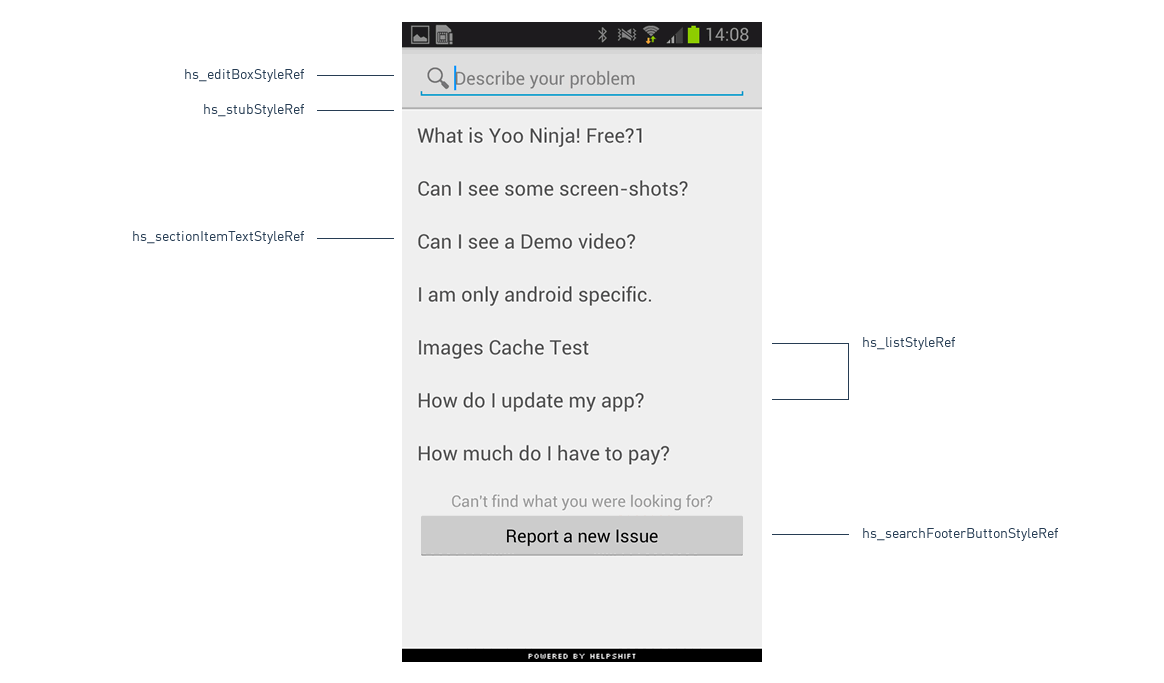 14:08
hs_editBoxStyleRef
Describe your problem
hs_stubStyleRef
What is Yoo Ninja! Free?1
Can I see some screen-shots?
hs_sectionItemTextStyleRef
Can I see a Demo video?
I am only android specific.
Images Cache Test
hs_listStyleRef
How do I update my app?
How much do I have to pay?
Can't find what you were looking for?
Report a new Issue
hs_searchFooterButtonStyleRef
POWERED BY HELPSHIFT